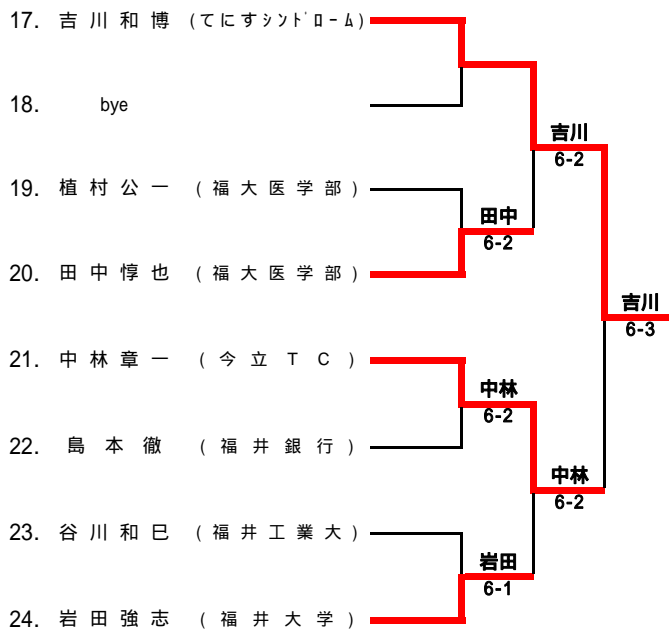 17. 吉川和博 (てにすｼﾝﾄﾞﾛｰﾑ)
18. bye
吉川
6-2
19. 植村公一 (福大医学部)
田中
6-2
20. 田中惇也 (福大医学部)
吉川
6-3
21. 中林章一 (今立TC)
中林
6-2
22. 島本徹 (福井銀行)
中林
6-2
23. 谷川和巳 (福井工業大)
岩田
6-1
24. 岩田強志 (福井大学)